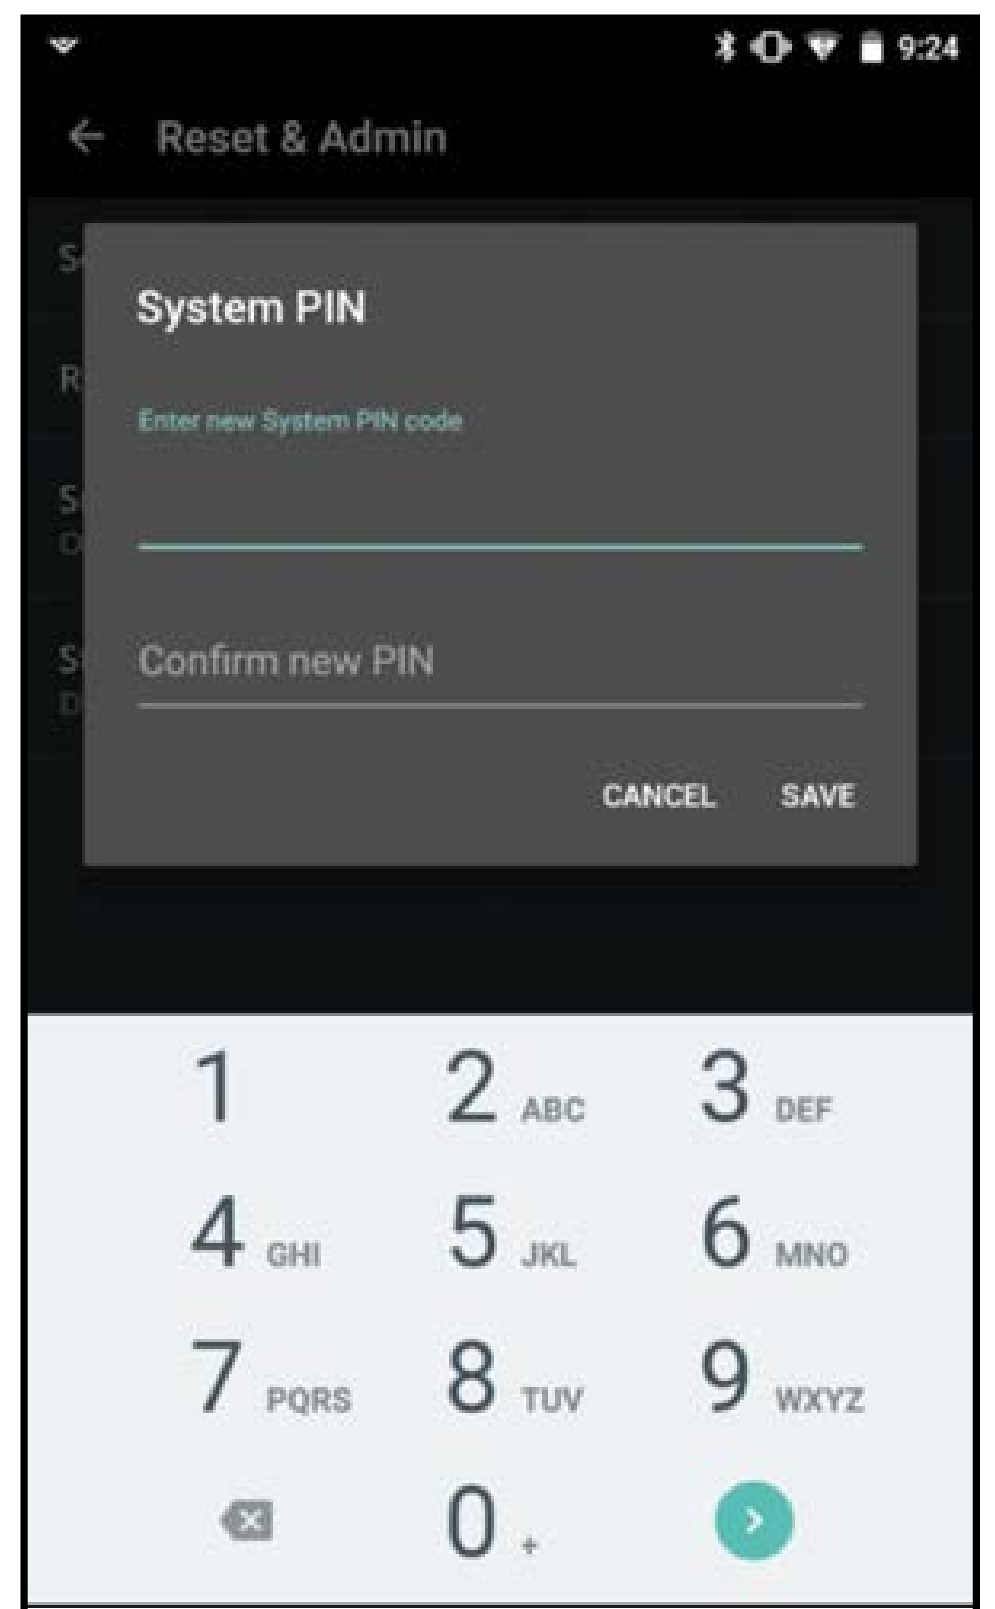 9:24
Reset & Admin
System PIN
Enter new System PIN code
Confirm new PIN
CANCEL SAVE
1 2 ABC 3 DEF
4 GHI 5 JKL 6 MNO
7 PQRS 8 TUV 9 WXYZ
0 +